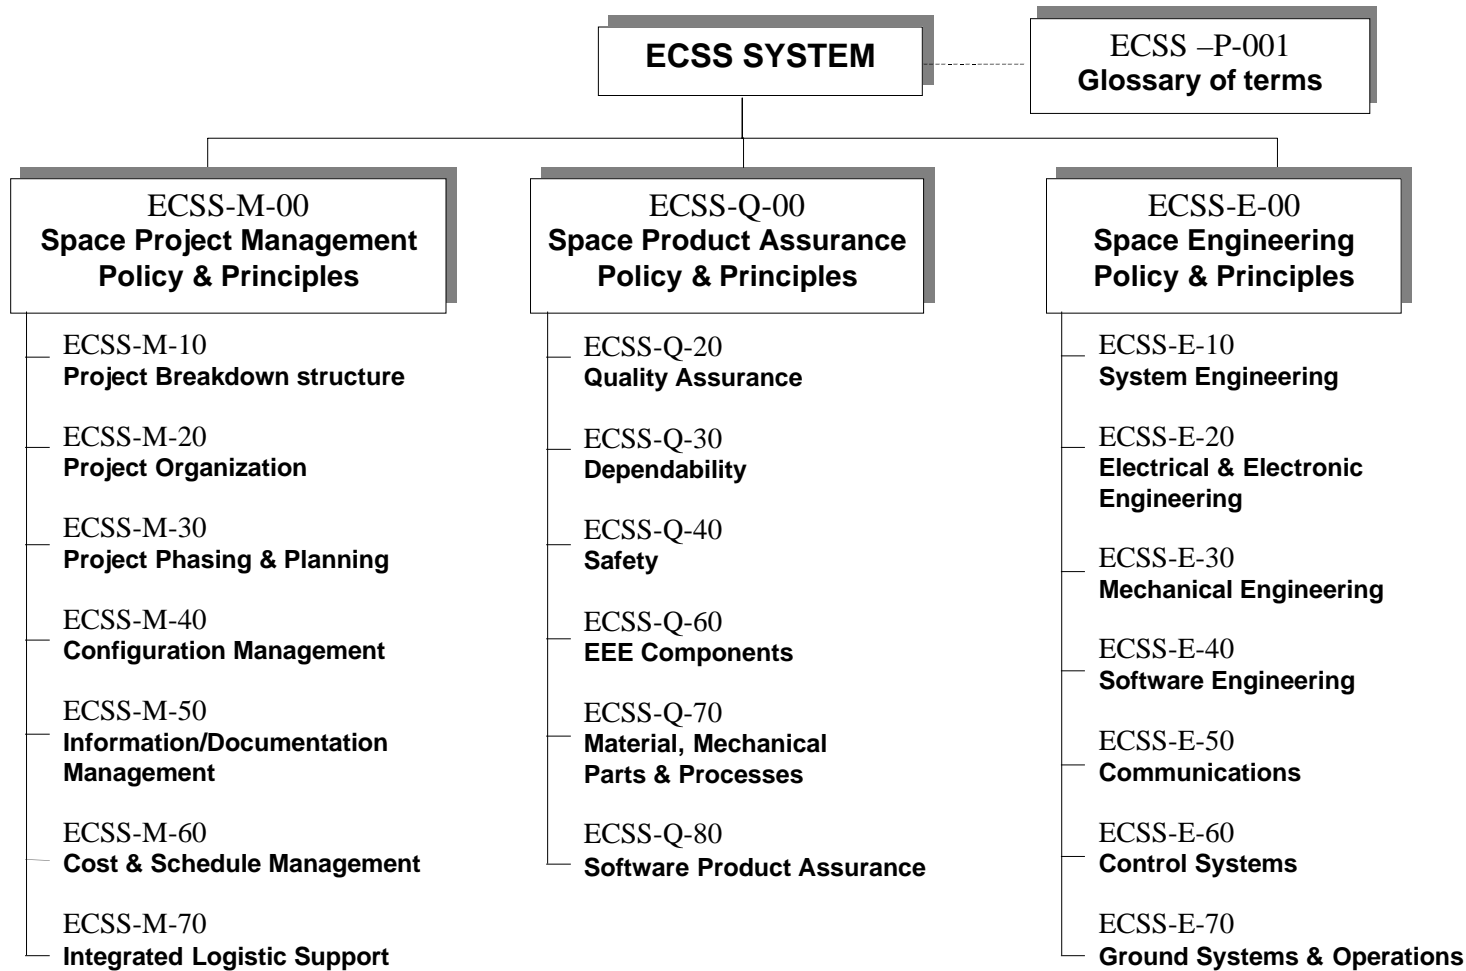 ECSS SYSTEM
ECSS –P-001
Glossary of terms
ECSS-M-00
Space Project Management
Policy & Principles
ECSS-M-10
Project Breakdown structure
ECSS-M-20
Project Organization
ECSS-M-30
Project Phasing & Planning
ECSS-M-40
Configuration Management
ECSS-M-50
Information/Documentation
Management
ECSS-M-60
Cost & Schedule Management
ECSS-M-70
Integrated Logistic Support
ECSS-Q-00
Space Product Assurance
Policy & Principles
ECSS-Q-20
Quality Assurance
ECSS-Q-30
Dependability
ECSS-Q-40
Safety
ECSS-Q-60
EEE Components
ECSS-Q-70
Material, Mechanical
Parts & Processes
ECSS-Q-80
Software Product Assurance
ECSS-E-00
Space Engineering
Policy & Principles
ECSS-E-10
System Engineering
ECSS-E-20
Electrical & Electronic
Engineering
ECSS-E-30
Mechanical Engineering
ECSS-E-40
Software Engineering
ECSS-E-50
Communications
ECSS-E-60
Control Systems
ECSS-E-70
Ground Systems & Operations